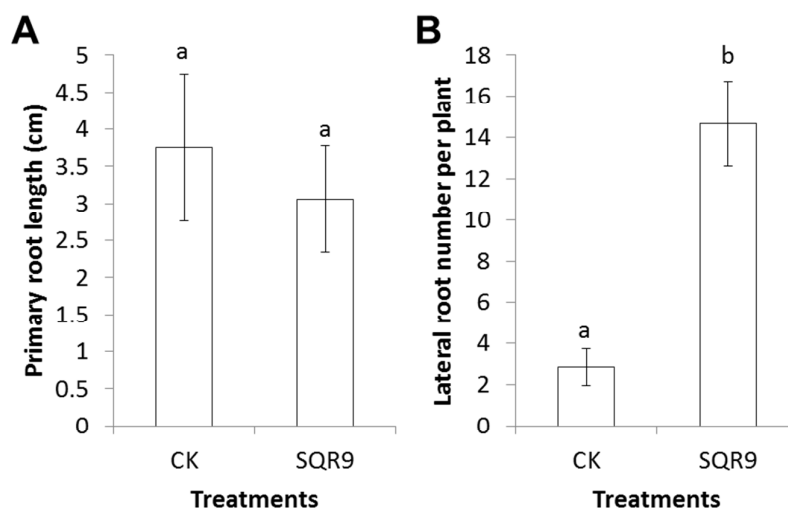 A
Primary root length (cm)
5
4.5
4
3.5
3
2.5
2
1.5
1
0.5
0
a
a
CK
SQR9
Treatments
B
Lateral root number per plant
18
16
14
12
10
8
6
4
2
0
a
b
CK
SQR9
Treatments